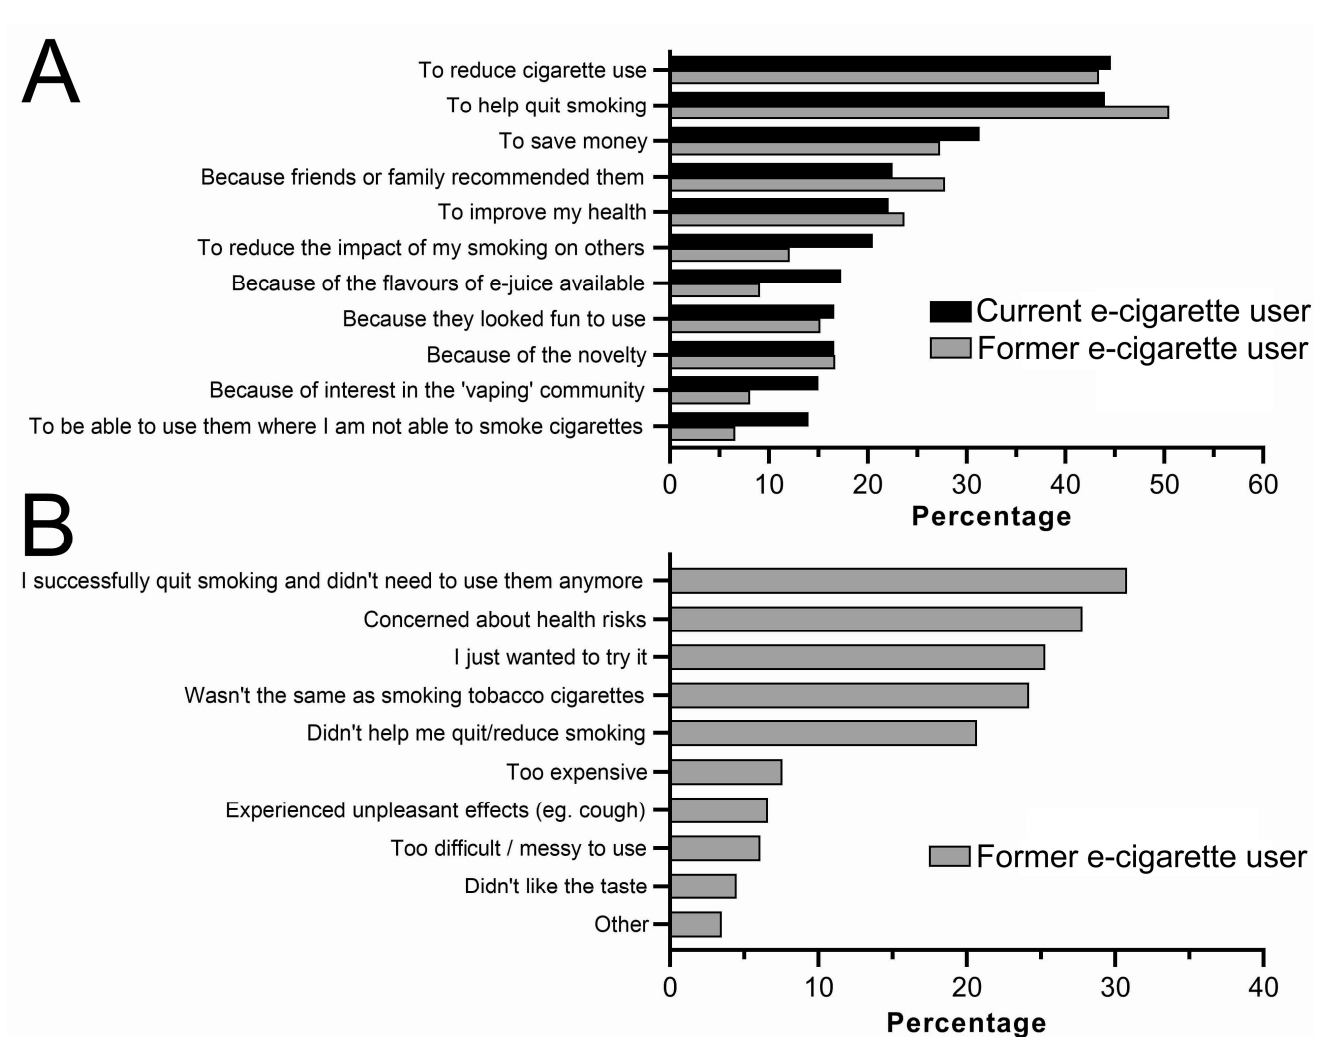 A
To reduce cigarette use
To help quit smoking
To save money
Because friends or family recommended them
To improve my health
To reduce the impact of my smoking on others
Because of the flavours of e-juice available
Because they looked fun to use
Because of the novelty
Because of interest in the 'vaping' community
To be able to use them where I am not able to smoke cigarettes
Current e-cigarette user
Former e-cigarette user
0 10 20 30 40 50 60
Percentage
B
I successfully quit smoking and didn't need to use them anymore
Concerned about health risks
I just wanted to try it
Wasn't the same as smoking tobacco cigarettes
Didn't help me quit/reduce smoking
Too expensive
Experienced unpleasant effects (eg. cough)
Too difficult / messy to use
Didn't like the taste
Other
Former e-cigarette user
0 10 20 30 40
Percentage